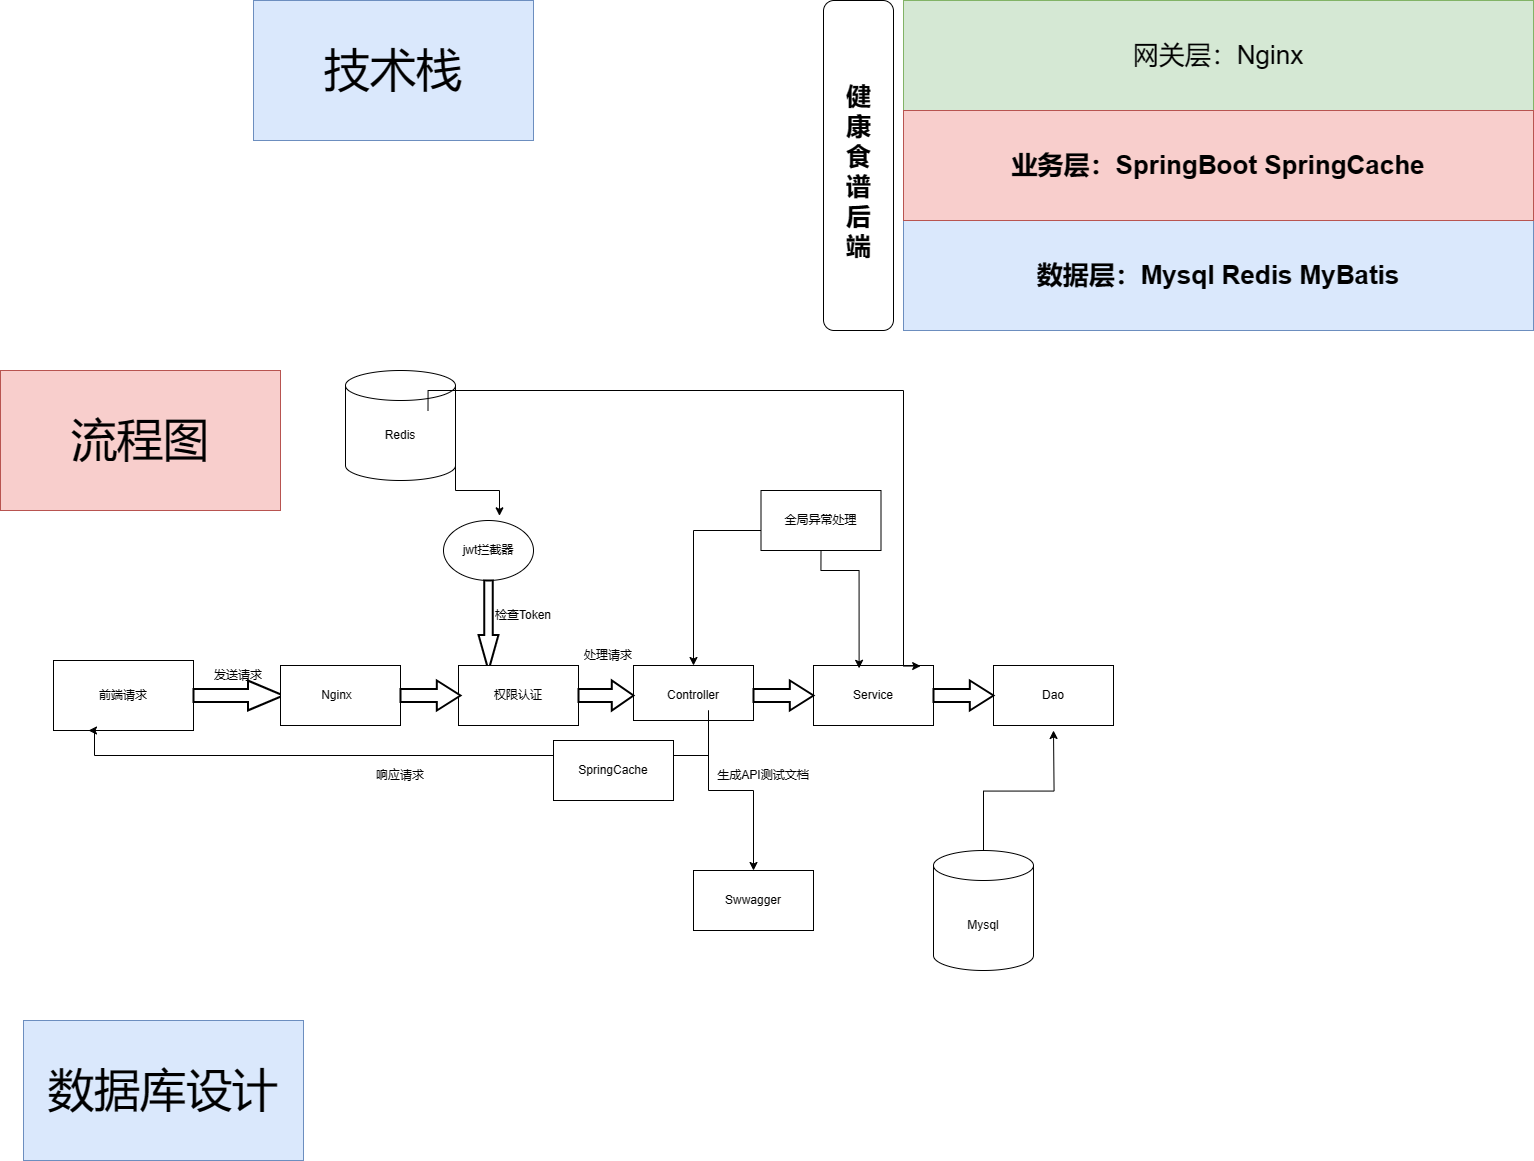 技术栈
健
康
食
谱
后
端
网关层：Nginx
业务层：SpringBoot SpringCache
数据层：Mysql Redis MyBatis
流程图
Redis
全局异常处理
jwt拦截器
检查Token
处理请求
发送请求
前端请求
Nginx
权限认证
Controller
Service
Dao
SpringCache
响应请求
生成API测试文档
Swwagger
Mysql
数据库设计